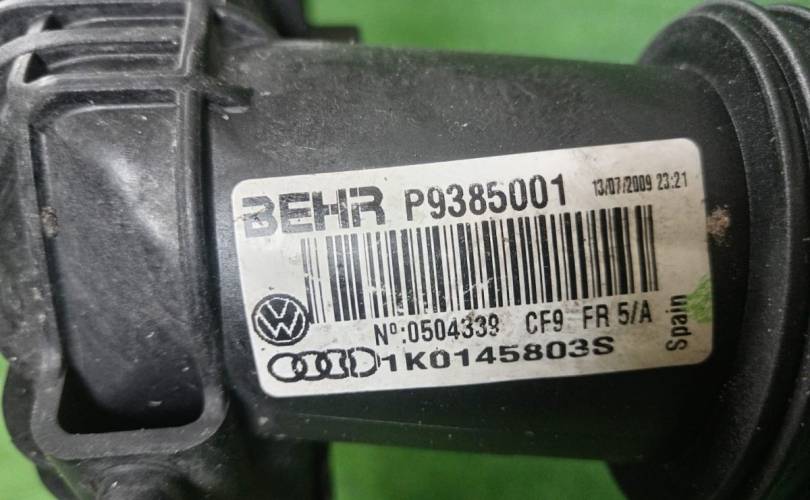 BEHR P9385001 13/07/2009 23:21
Nº:0504339 CF9 FR 5/A
1K0145803S
Spain